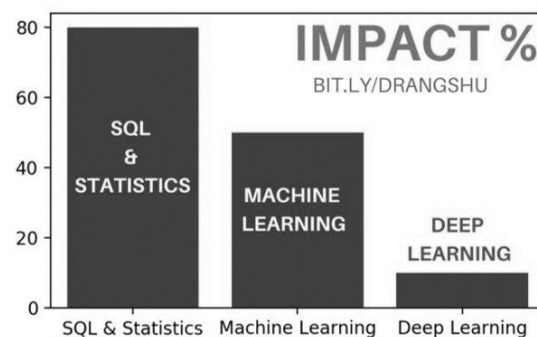 IMPACT %
BIT.LY/DRANGSHU
80
60
40
20
0
SQL
&
STATISTICS
MACHINE
LEARNING
DEEP
LEARNING
SQL & Statistics
Machine Learning
Deep Learning